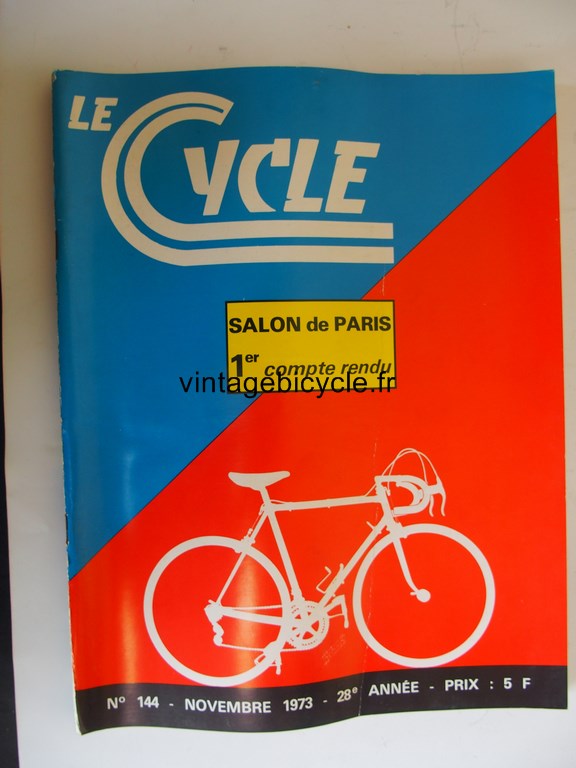 LE CYCLE
SALON de PARIS
1er compte rendu
vintagebicycle.fr
N° 144 - NOVEMBRE 1973 - 28e ANNÉE - PRIX : 5 F